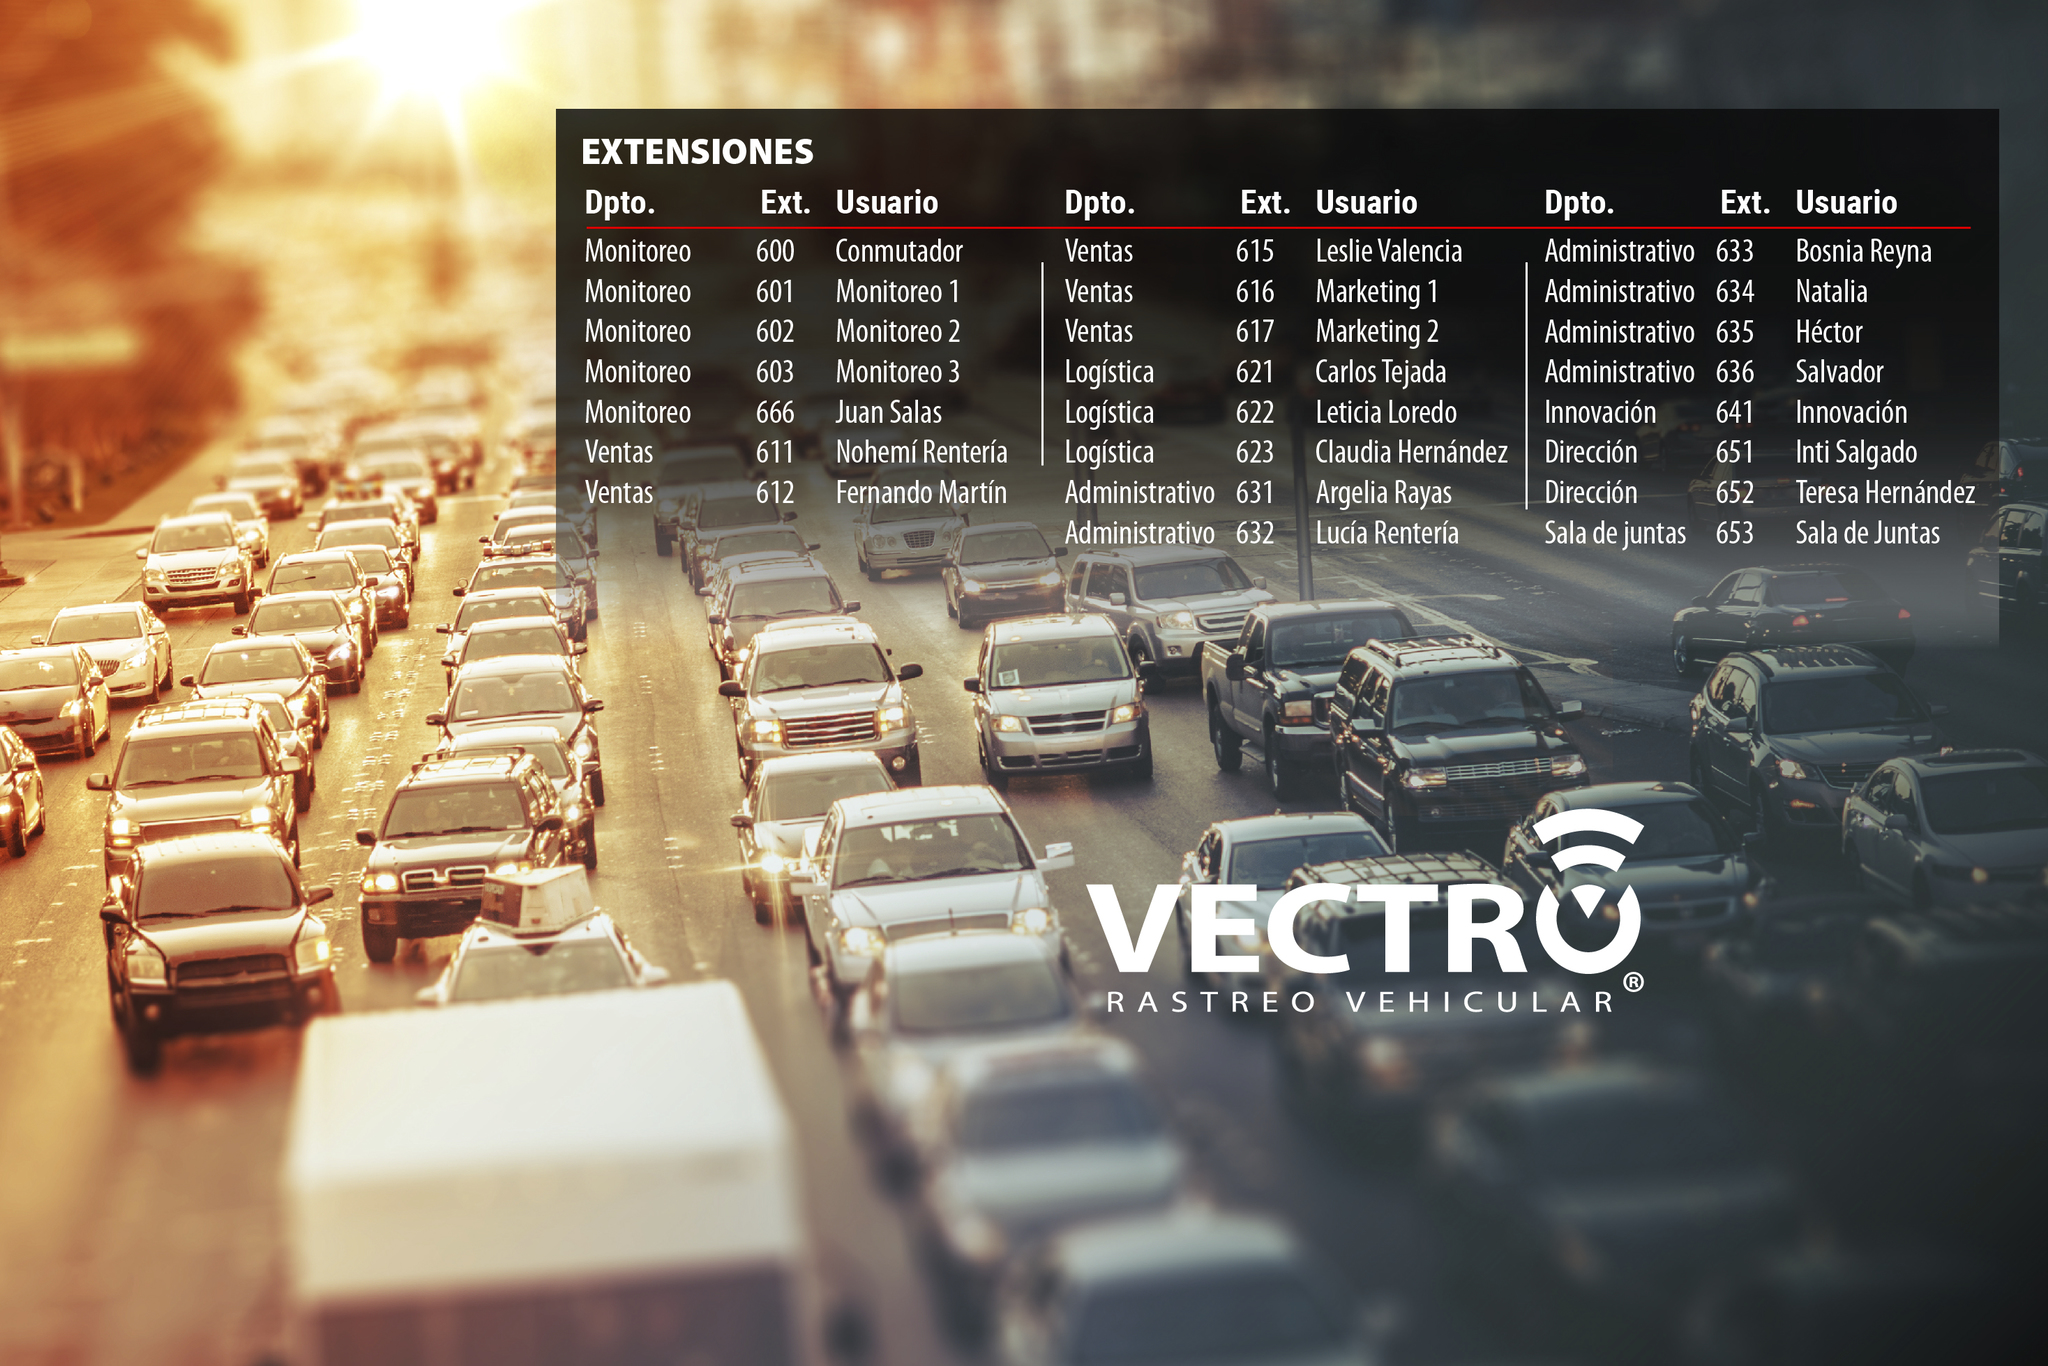 EXTENSIONES
Dpto. Ext. Usuario Dpto. Ext. Usuario Dpto. Ext. Usuario
Monitoreo 600 Conmutador Ventas 615 Leslie Valencia Administrativo 633 Bosnia Reyna
Monitoreo 601 Monitoreo 1 Ventas 616 Marketing 1 Administrativo 634 Natalia
Monitoreo 602 Monitoreo 2 Ventas 617 Marketing 2 Administrativo 635 Héctor
Monitoreo 603 Monitoreo 3 Logística 621 Carlos Tejada Administrativo 636 Salvador
Monitoreo 666 Juan Salas Logística 622 Leticia Loredo Innovación 641 Innovación
Ventas 611 Nohemí Rentería Logística 623 Claudia Hernández Dirección 651 Inti Salgado
Ventas 612 Fernando Martín Administrativo 631 Argelia Rayas Dirección 652 Teresa Hernández
Administrativo 632 Lucía Rentería Sala de juntas 653 Sala de Juntas
VECTRO®
RASTREO VEHICULAR